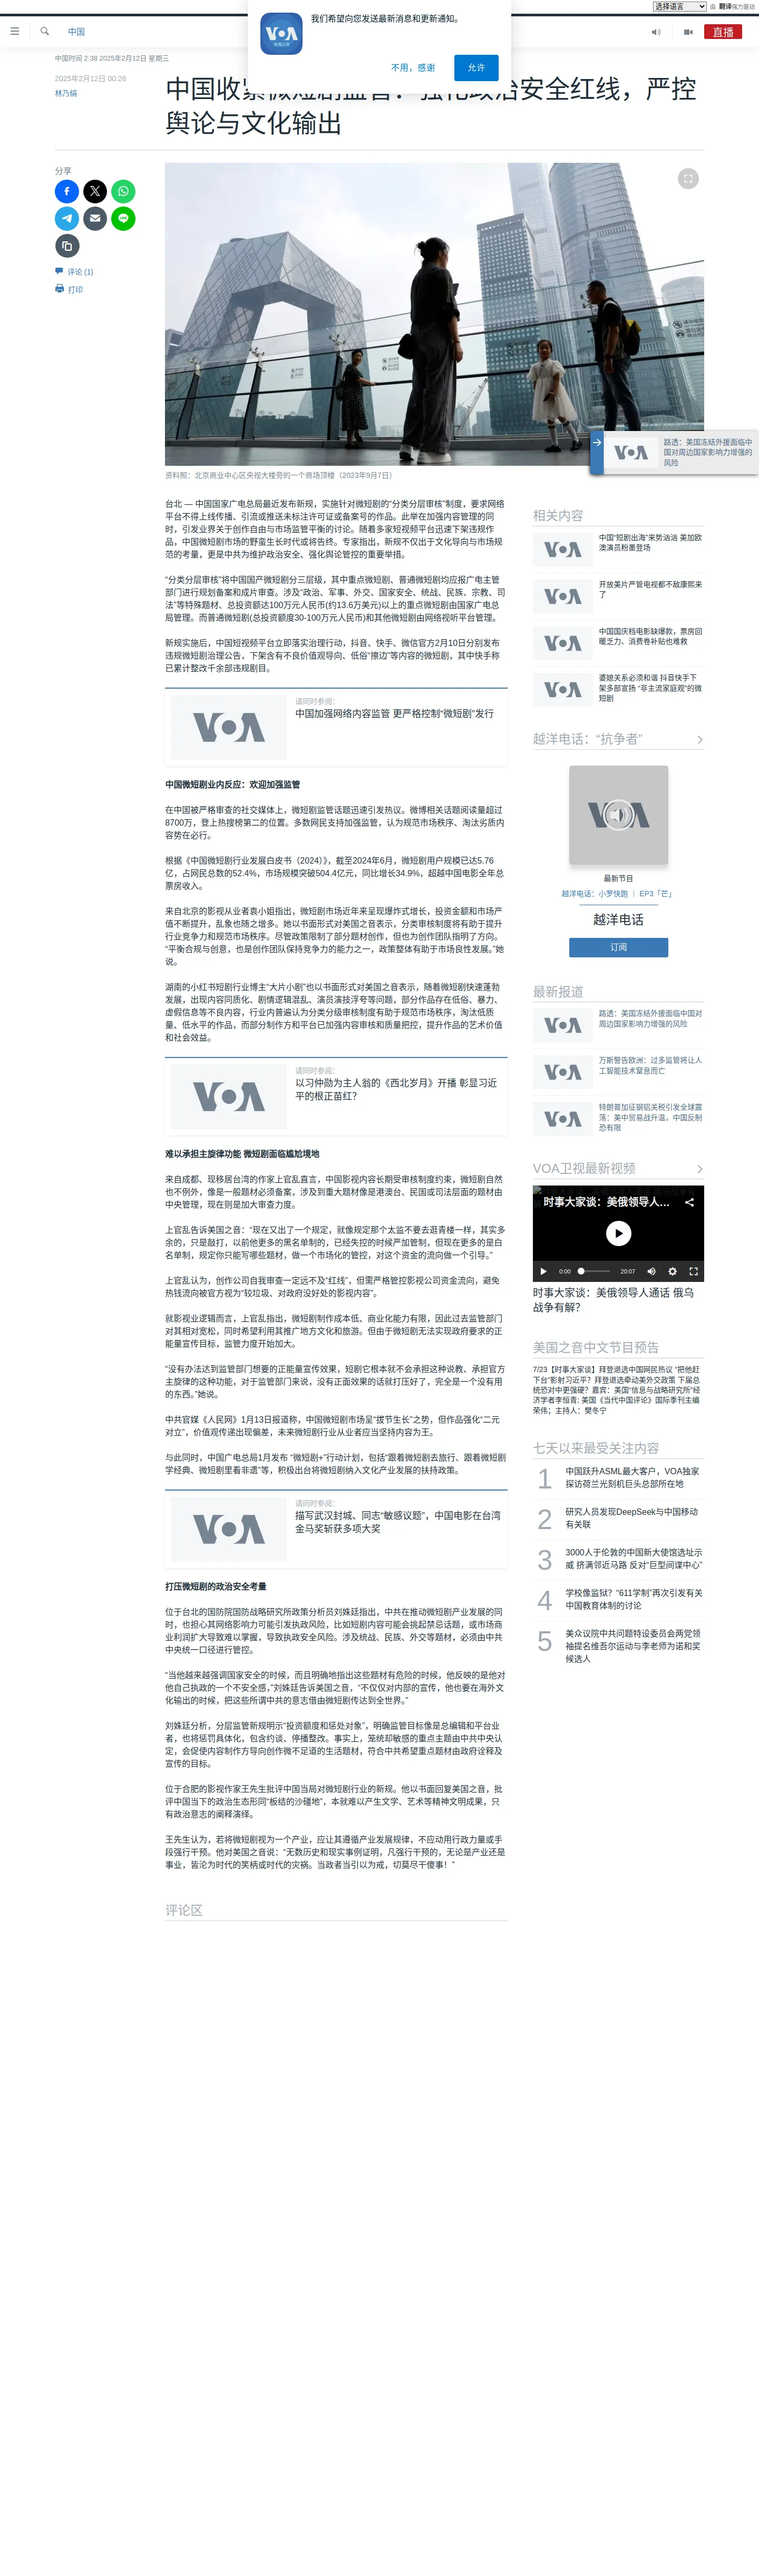 选择语言 由 翻译强力驱动
我们希望向您发送最新消息和更新通知。
不用，感谢 允许
中国
直播
中国时间 2:38 2025年2月12日 星期三
2025年2月12日 00:26
林乃绢
舆论与文化输出
分享
评论 (1)
打印
资料照：北京商业中心区央视大楼旁的一个商场顶楼（2023年9月7日）
路透：美国冻结外援面临中
国对周边国家影响力增强的
风险
台北 — 中国国家广电总局最近发布新规，实施针对微短剧的“分类分层审核”制度，要求网络
平台不得上线传播、引流或推送未标注许可证或备案号的作品。此举在加强内容管理的同
时，引发业界关于创作自由与市场监管平衡的讨论。随着多家短视频平台迅速下架违规作
品，中国微短剧市场的野蛮生长时代或将告终。专家指出，新规不仅出于文化导向与市场规
范的考量，更是中共为维护政治安全、强化舆论管控的重要举措。
“分类分层审核”将中国国产微短剧分三层级，其中重点微短剧、普通微短剧均应报广电主管
部门进行规划备案和成片审查。涉及“政治、军事、外交、国家安全、统战、民族、宗教、司
法”等特殊题材、总投资额达100万元人民币(约13.6万美元)以上的重点微短剧由国家广电总
局管理。而普通微短剧(总投资额度30-100万元人民币)和其他微短剧由网络视听平台管理。
新规实施后，中国短视频平台立即落实治理行动，抖音、快手、微信官方2月10日分别发布
违规微短剧治理公告，下架含有不良价值观导向、低俗“擦边”等内容的微短剧，其中快手称
已累计整改千余部违规剧目。
请同时参阅：
中国加强网络内容监管 更严格控制“微短剧”发行
中国微短剧业内反应：欢迎加强监管
在中国被严格审查的社交媒体上，微短剧监管话题迅速引发热议。微博相关话题阅读量超过
8700万，登上热搜榜第二的位置。多数网民支持加强监管，认为规范市场秩序、淘汰劣质内
容势在必行。
根据《中国微短剧行业发展白皮书（2024）》，截至2024年6月，微短剧用户规模已达5.76
亿，占网民总数的52.4%，市场规模突破504.4亿元，同比增长34.9%，超越中国电影全年总
票房收入。
来自北京的影视从业者袁小姐指出，微短剧市场近年来呈现爆炸式增长，投资金额和市场产
值不断提升，乱象也随之增多。她以书面形式对美国之音表示，分类审核制度将有助于提升
行业竞争力和规范市场秩序。尽管政策限制了部分题材创作，但也为创作团队指明了方向。
“平衡合规与创意，也是创作团队保持竞争力的能力之一，政策整体有助于市场良性发展。”她
说。
湖南的小红书短剧行业博主“大片小剧”也以书面形式对美国之音表示，随着微短剧快速蓬勃
发展，出现内容同质化、剧情逻辑混乱、演员演技浮夸等问题，部分作品存在低俗、暴力、
虚假信息等不良内容，行业内普遍认为分类分级审核制度有助于规范市场秩序，淘汰低质
量、低水平的作品，而部分制作方和平台已加强内容审核和质量把控，提升作品的艺术价值
和社会效益。
请同时参阅：
以习仲勋为主人翁的《西北岁月》开播 彰显习近
平的根正苗红？
难以承担主旋律功能 微短剧面临尴尬境地
来自成都、现移居台湾的作家上官乱直言，中国影视内容长期受审核制度约束，微短剧自然
也不例外，像是一般题材必须备案，涉及到重大题材像是港澳台、民国或司法层面的题材由
中央管理，现在则是加大审查力度。
上官乱告诉美国之音：“现在又出了一个规定，就像规定那个太监不要去逛青楼一样，其实多
余的，只是敲打，以前他更多的黑名单制的，已经失控的时候严加管制，但现在更多的是白
名单制，规定你只能写哪些题材，做一个市场化的管控，对这个资金的流向做一个引导。”
上官乱认为，创作公司自我审查一定远不及“红线”，但需严格管控影视公司资金流向，避免
热钱流向被官方视为“较垃圾、对政府没好处的影视内容”。
就影视业逻辑而言，上官乱指出，微短剧制作成本低、商业化能力有限，因此过去监管部门
对其相对宽松，同时希望利用其推广地方文化和旅游。但由于微短剧无法实现政府要求的正
能量宣传目标，监管力度开始加大。
“没有办法达到监管部门想要的正能量宣传效果，短剧它根本就不会承担这种说教、承担官方
主旋律的这种功能，对于监管部门来说，没有正面效果的话就打压好了，完全是一个没有用
的东西。”她说。
中共官媒《人民网》1月13日报道称，中国微短剧市场呈“拔节生长”之势，但作品强化“二元
对立”，价值观传递出现偏差，未来微短剧行业从业者应当坚持内容为王。
与此同时，中国广电总局1月发布 “微短剧+”行动计划，包括“跟着微短剧去旅行、跟着微短剧
学经典、微短剧里看非遗”等，积极出台将微短剧纳入文化产业发展的扶持政策。
请同时参阅：
描写武汉封城、同志“敏感议题”，中国电影在台湾
金马奖斩获多项大奖
打压微短剧的政治安全考量
位于台北的国防院国防战略研究所政策分析员刘姝廷指出，中共在推动微短剧产业发展的同
时，也担心其网络影响力可能引发执政风险，比如短剧内容可能会挑起禁忌话题，或市场商
业利润扩大导致难以掌握，导致执政安全风险。涉及统战、民族、外交等题材，必须由中共
中央统一口径进行管控。
“当他越来越强调国家安全的时候，而且明确地指出这些题材有危险的时候，他反映的是他对
他自己执政的一个不安全感，”刘姝廷告诉美国之音，“不仅仅对内部的宣传，他也要在海外文
化输出的时候，把这些所谓中共的意志借由微短剧传达到全世界。”
刘姝廷分析，分层监管新规明示“投资额度和惩处对象”，明确监管目标像是总编辑和平台业
者，也将惩罚具体化，包含约谈、停播整改。事实上，笼统却敏感的重点主题由中共中央认
定，会促使内容制作方导向创作微不足道的生活题材，符合中共希望重点题材由政府诠释及
宣传的目标。
位于合肥的影视作家王先生批评中国当局对微短剧行业的新规。他以书面回复美国之音，批
评中国当下的政治生态形同“板结的沙礓地”，本就难以产生文学、艺术等精神文明成果，只
有政治意志的阐释演绎。
王先生认为，若将微短剧视为一个产业，应让其遵循产业发展规律，不应动用行政力量或手
段强行干预。他对美国之音说：“无数历史和现实事例证明，凡强行干预的，无论是产业还是
事业，皆沦为时代的笑柄或时代的灾祸。当政者当引以为戒，切莫尽干傻事！”
评论区
相关内容
中国“短剧出海”来势汹汹 美加欧
澳演员粉墨登场
开放美片严管电视都不敌康熙来
了
中国国庆档电影缺爆款，票房回
暖乏力、消费卷补贴也难救
婆媳关系必须和谐 抖音快手下
架多部宣扬 “非主流家庭观”的微
短剧
越洋电话：“抗争者”
最新节目
越洋电话：小罗快跑 ｜ EP3「芒」
越洋电话
订阅
最新报道
路透：美国冻结外援面临中国对
周边国家影响力增强的风险
万斯警告欧洲：过多监管将让人
工智能技术窒息而亡
特朗普加征钢铝关税引发全球震
荡：美中贸易战升温，中国反制
恐有限
VOA卫视最新视频
时事大家谈：美俄领导人...
0:00 20:07
时事大家谈：美俄领导人通话 俄乌
战争有解？
美国之音中文节目预告
7/23【时事大家谈】拜登退选中国网民热议 “把他赶
下台”影射习近平？拜登退选牵动美外交政策 下届总
统恐对中更强硬？嘉宾：美国“信息与战略研究所”经
济学者李恒青; 美国《当代中国评论》国际季刊主编
荣伟；主持人：樊冬宁
七天以来最受关注内容
1 中国跃升ASML最大客户，VOA独家
探访荷兰光刻机巨头总部所在地
2 研究人员发现DeepSeek与中国移动
有关联
3 3000人于伦敦的中国新大使馆选址示
威 挤满邻近马路 反对“巨型间谍中心”
4 学校像监狱？“611学制”再次引发有关
中国教育体制的讨论
5 美众议院中共问题特设委员会两党领
袖提名维吾尔运动与李老师为诺和奖
候选人